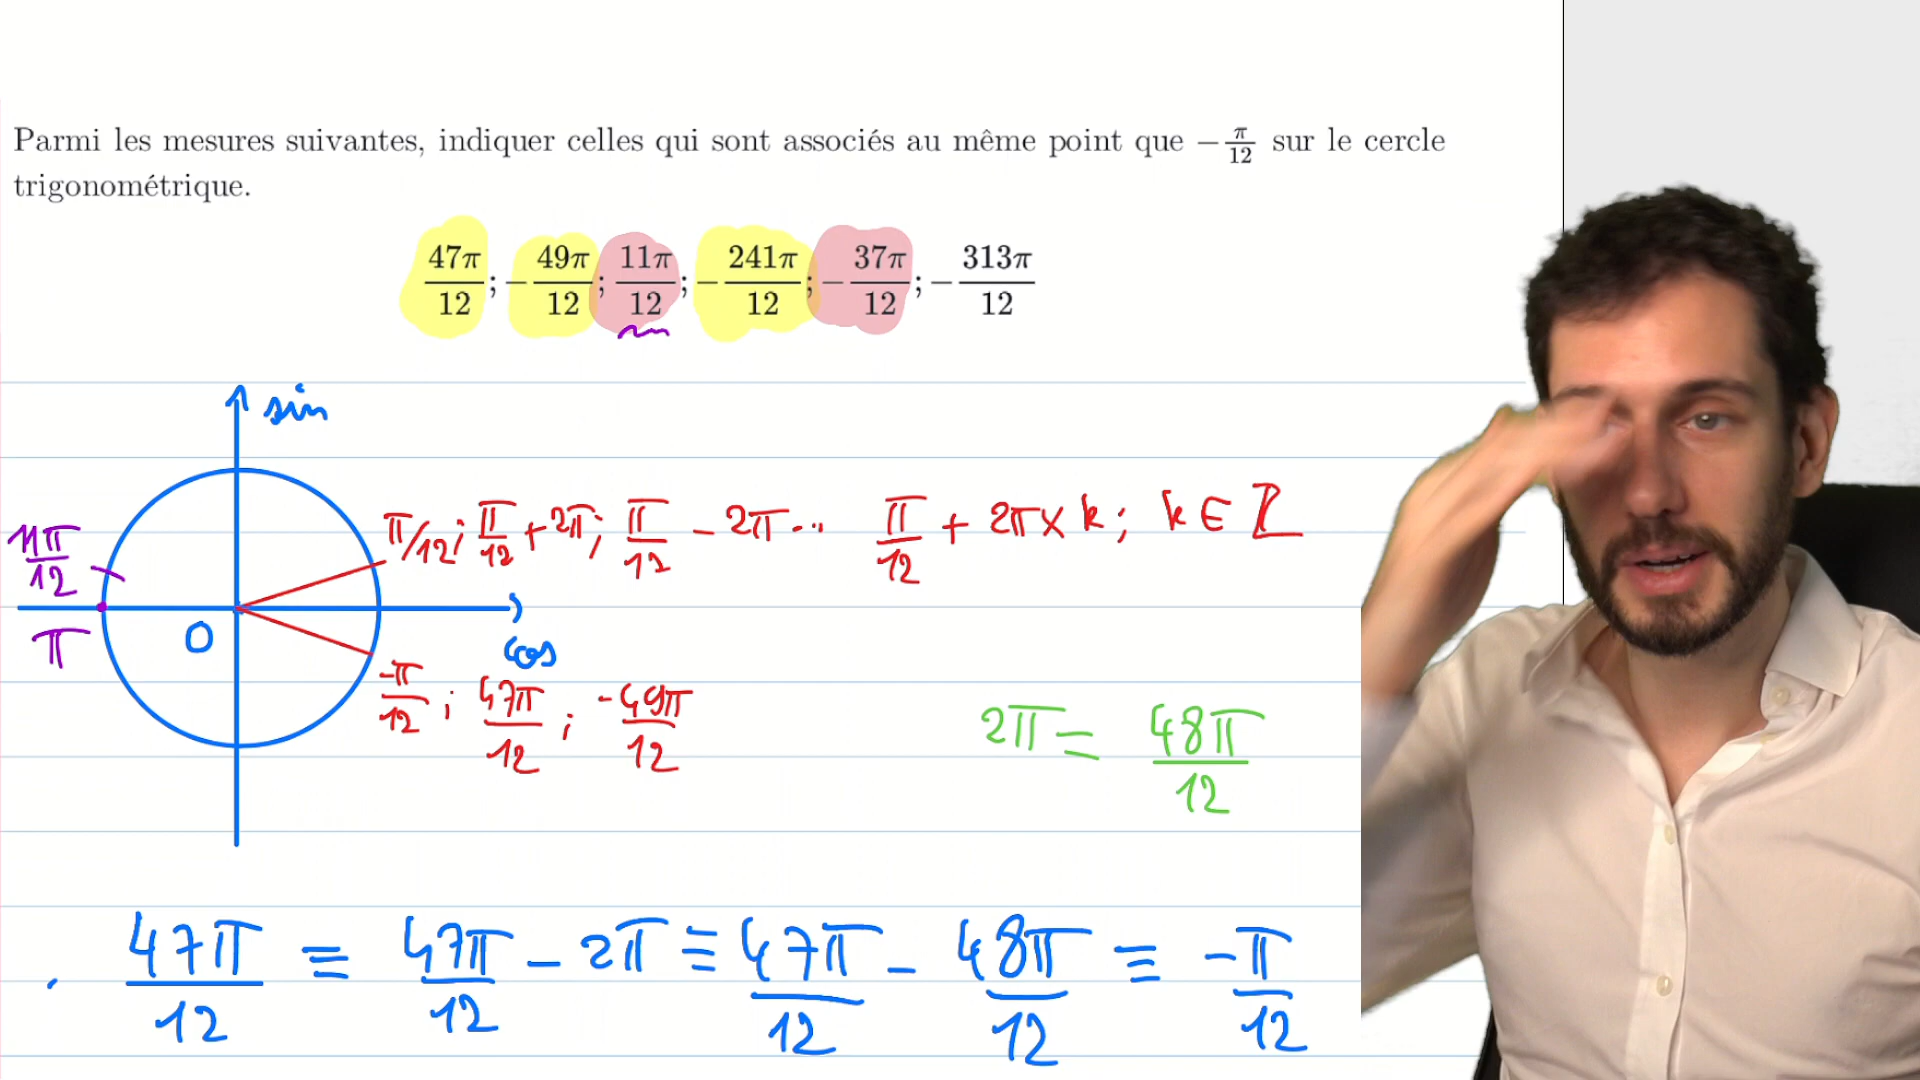 Parmi les mesures suivantes, indiquer celles qui sont associés au même point que −π/12 sur le cercle
trigonométrique.
47π/12 ; −49π/12 ; 11π/12 ; −241π/12 ; −37π/12 ; −313π/12
sin
π/12 ; π/12 + 2π ; π/12 − 2π .. π/12 + 2π × k ; k ∈ ℤ
11π/12
π
0
cos
-π/12 ; 47π/12 ; -49π/12
2π = 48π/12
. 47π/12 ≡ 47π/12 − 2π ≡ 47π/12 − 48π/12 ≡ -π/12